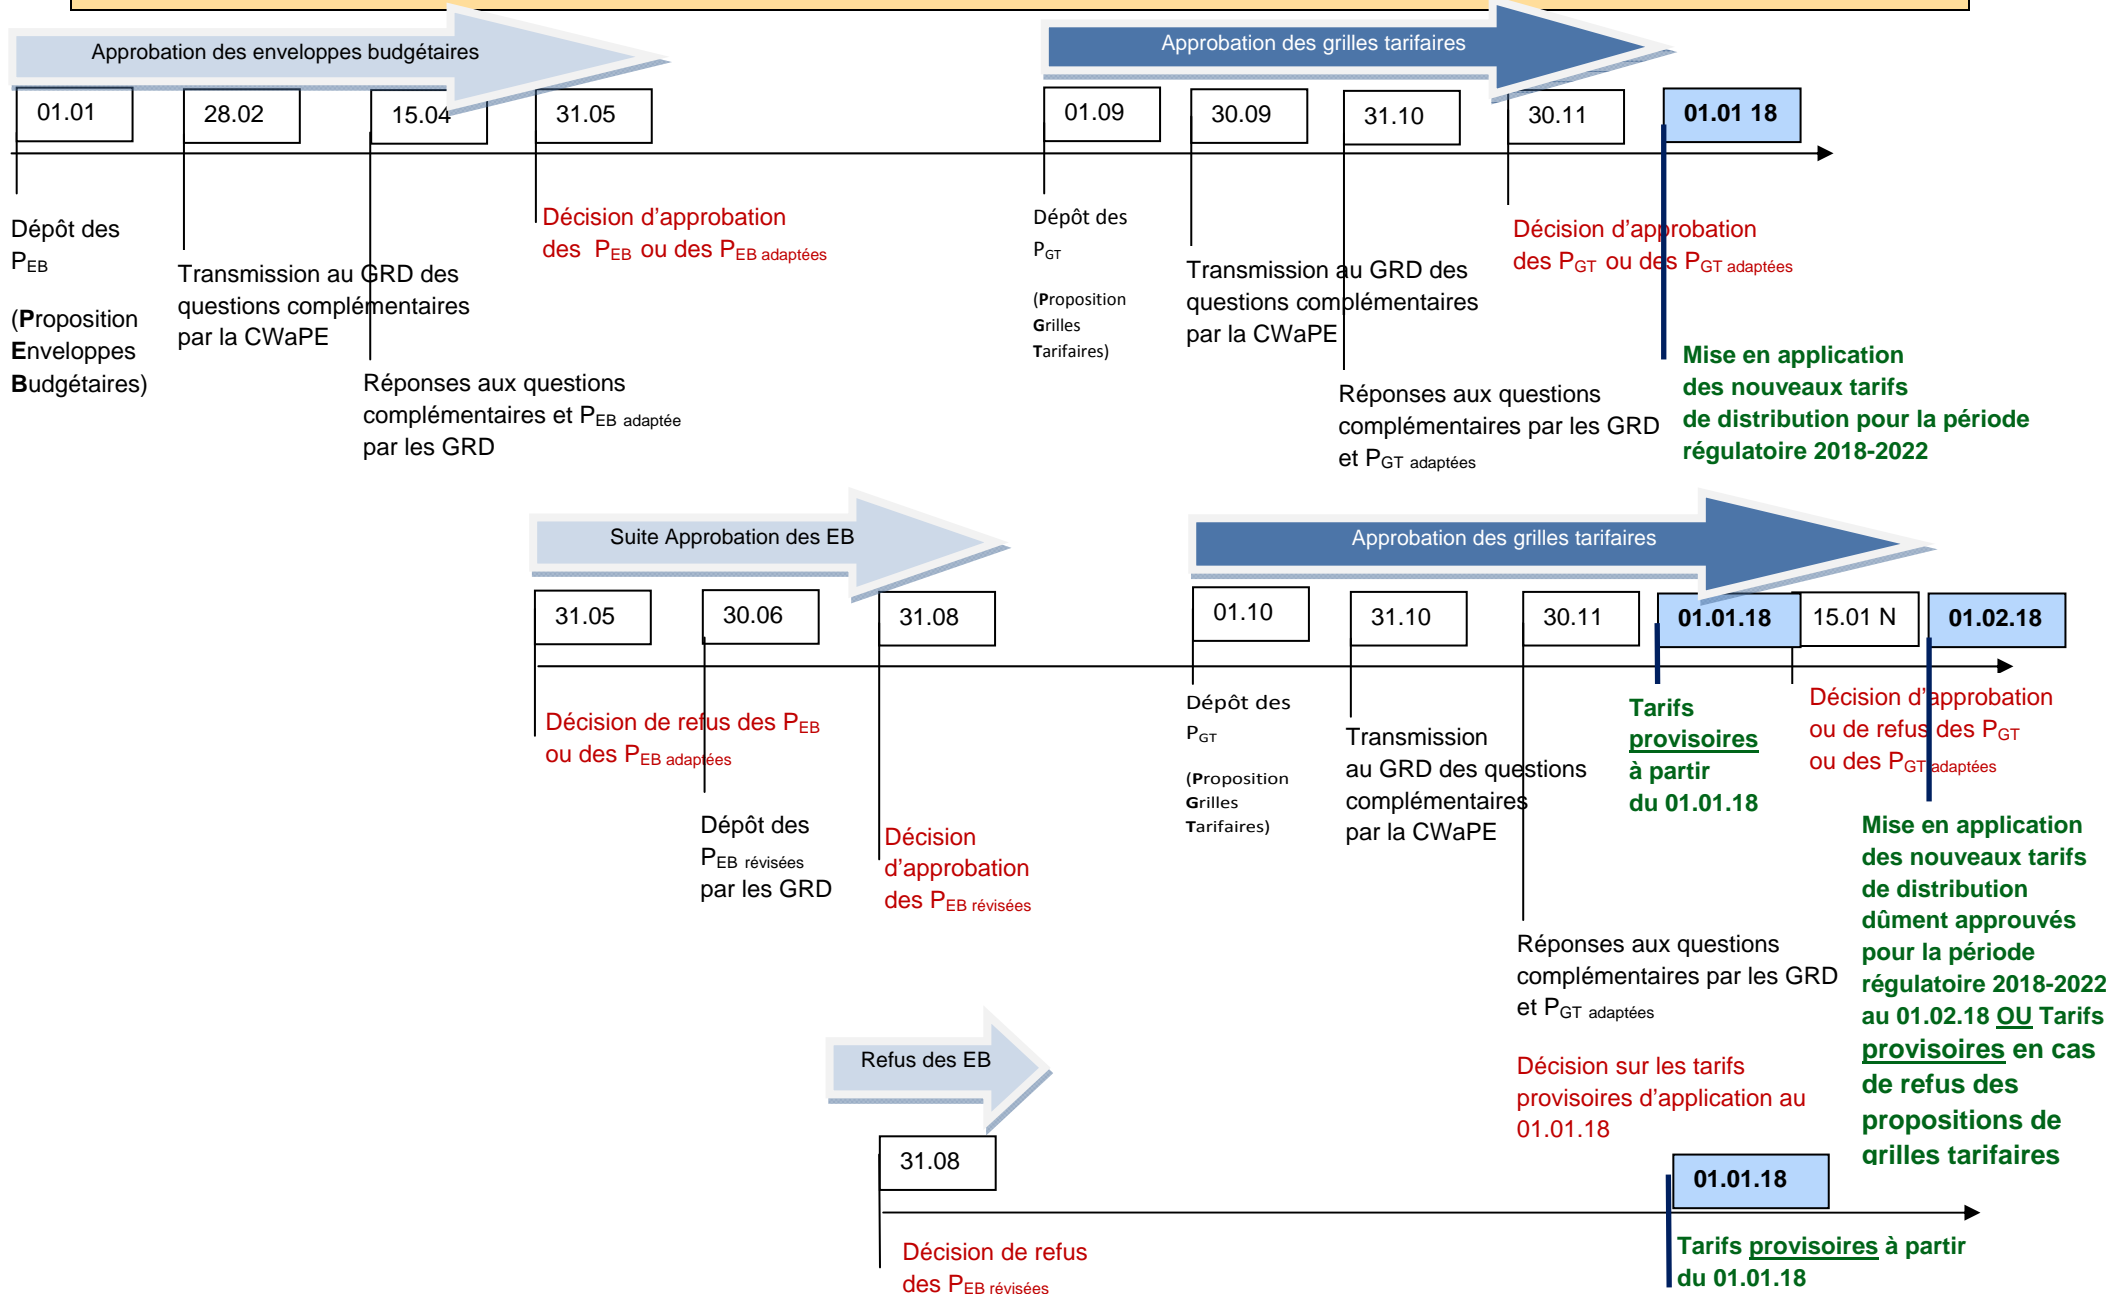 Approbation des enveloppes budgétaires
Approbation des grilles tarifaires
01.01
28.02
15.04
31.05
01.09
30.09
31.10
30.11
01.01 18
Dépôt des
PEB
(Proposition
Enveloppes
Budgétaires)
Transmission au GRD des
questions complémentaires
par la CWaPE
Réponses aux questions
complémentaires et PEB adaptée
par les GRD
Décision d'approbation
des PEB ou des PEB adaptées
Dépôt des
PGT
(Proposition
Grilles
Tarifaires)
Transmission au GRD des
questions complémentaires
par la CWaPE
Réponses aux questions
complémentaires par les GRD
et PGT adaptées
Décision d'approbation
des PGT ou des PGT adaptées
Mise en application
des nouveaux tarifs
de distribution pour la période
régulatoire 2018-2022
Suite Approbation des EB
Approbation des grilles tarifaires
31.05
30.06
31.08
01.10
31.10
30.11
01.01.18
15.01 N
01.02.18
Décision de refus des PEB
ou des PEB adaptées
Dépôt des
PEB révisées
par les GRD
Décision
d'approbation
des PEB révisées
Dépôt des
PGT
(Proposition
Grilles
Tarifaires)
Transmission
au GRD des questions
complémentaires
par la CWaPE
Réponses aux questions
complémentaires par les GRD
et PGT adaptées
Décision sur les tarifs
provisoires d'application au
01.01.18
Tarifs
provisoires
à partir
du 01.01.18
Décision d'approbation
ou de refus des PGT
ou des PGT adaptées
Mise en application
des nouveaux tarifs
de distribution
dûment approuvés
pour la période
régulatoire 2018-2022
au 01.02.18 OU Tarifs
provisoires en cas
de refus des
propositions de
grilles tarifaires
Refus des EB
31.08
01.01.18
Décision de refus
des PEB révisées
Tarifs provisoires à partir
du 01.01.18